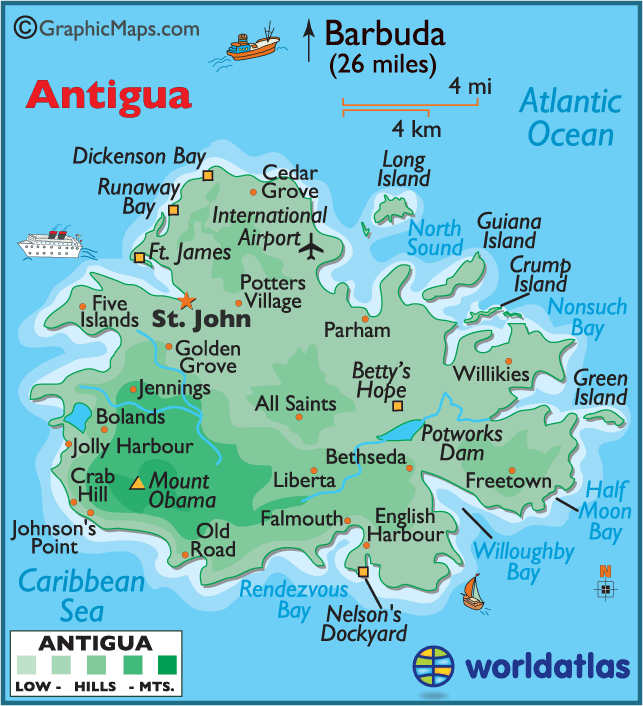 ©GraphicMaps.com
Barbuda
(26 miles)
Antigua
4 mi
4 km
Atlantic
Ocean
Dickenson Bay
Long
Island
Cedar
Grove
Runaway
Bay
International
Airport
North
Sound
Guiana
Island
Ft. James
Crump
Island
Potters
Village
Nonsuch
Bay
Five
Islands
St. John
Parham
Golden
Grove
Betty's
Hope
Willikies
Green
Island
Jennings
All Saints
Bolands
Potworks
Dam
Jolly Harbour
Bethseda
Crab
Hill
Mount
Obama
Liberta
Freetown
Half
Moon
Bay
Johnson's
Point
Old
Road
Falmouth
English
Harbour
Willoughby
Bay
Caribbean
Sea
Rendezvous
Bay
Nelson's
Dockyard
N
ANTIGUA
LOW - HILLS - MTS.
worldatlas